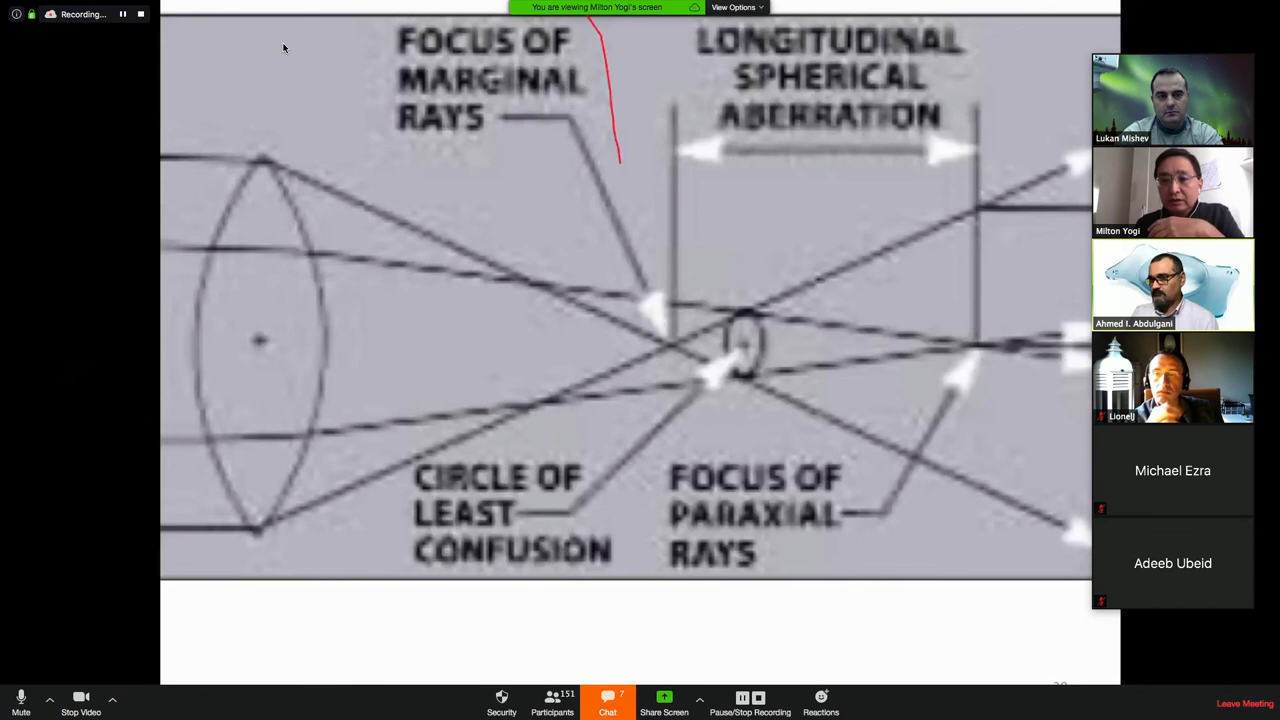 Recording...
You are viewing Milton Yogi's screen
View Options
FOCUS OF
MARGINAL
RAYS
LONGITUDINAL
SPHERICAL
ABERRATION
CIRCLE OF
LEAST
CONFUSION
FOCUS OF
PARAXIAL
RAYS
Lukan Mishev
Milton Yogi
Ahmed I. Abdulgani
LionelJ
Michael Ezra
Adeeb Ubeid
Mute
Stop Video
Security
151
Participants
7
Chat
Share Screen
Pause/Stop Recording
Reactions
Leave Meeting